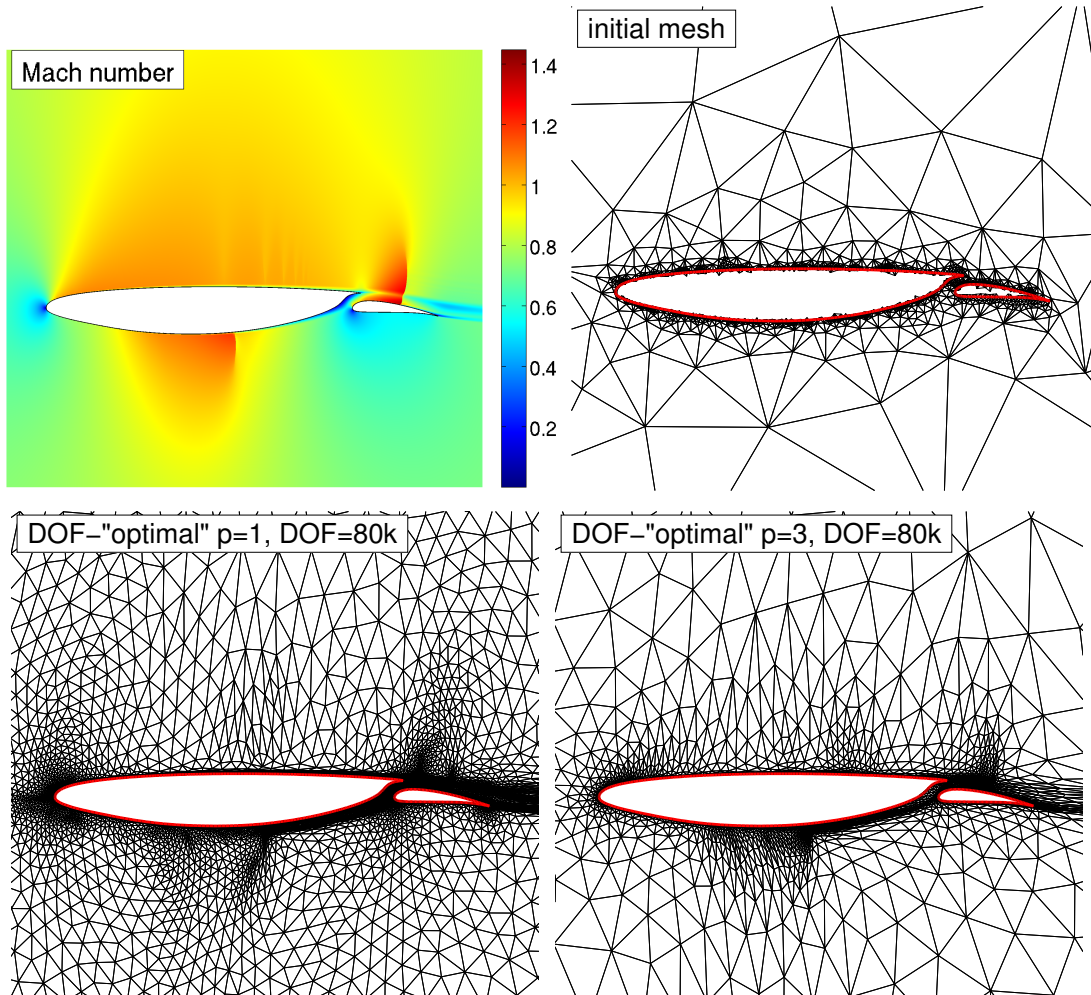 Mach number
1.4
1.2
1
0.8
0.6
0.4
0.2
initial mesh
DOF−"optimal" p=1, DOF=80k
DOF−"optimal" p=3, DOF=80k